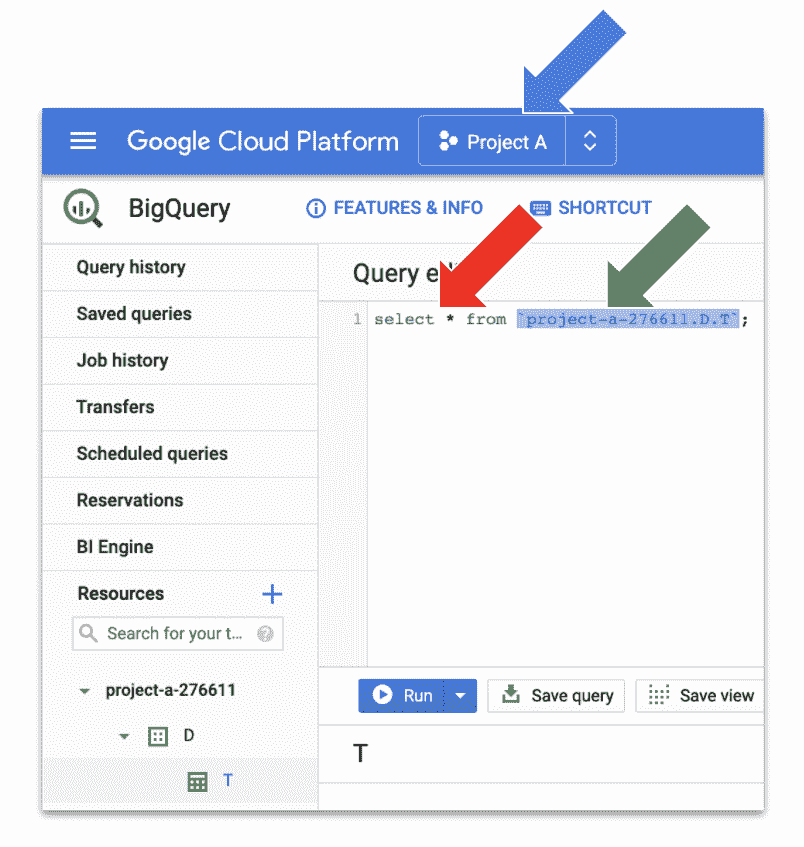 Google Cloud Platform Project A
BigQuery FEATURES & INFO SHORTCUT
Query history
Saved queries
Job history
Transfers
Scheduled queries
Reservations
BI Engine
Resources
Search for your t...
project-a-276611
D
T
Query
1 select * from `project-a-276611.D.T`;
Run Save query Save view
T